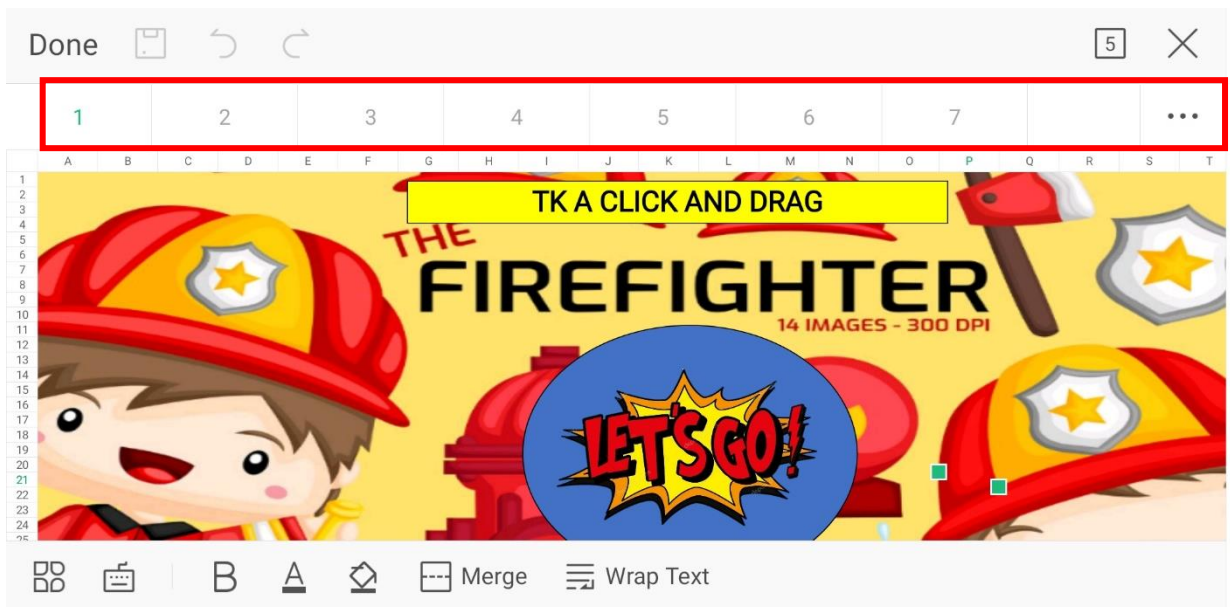 Done 5
1 2 3 4 5 6 7 •••
A B C D E F G H I J K L M N O P Q R S T
1
2
3
4
5
6
7
8
9
10
11
12
13
14
15
16
17
18
19
20
21
22
23
24
25
TK A CLICK AND DRAG
THE
FIREFIGHTER
14 IMAGES - 300 DPI
LET'S GO!
B A Merge Wrap Text